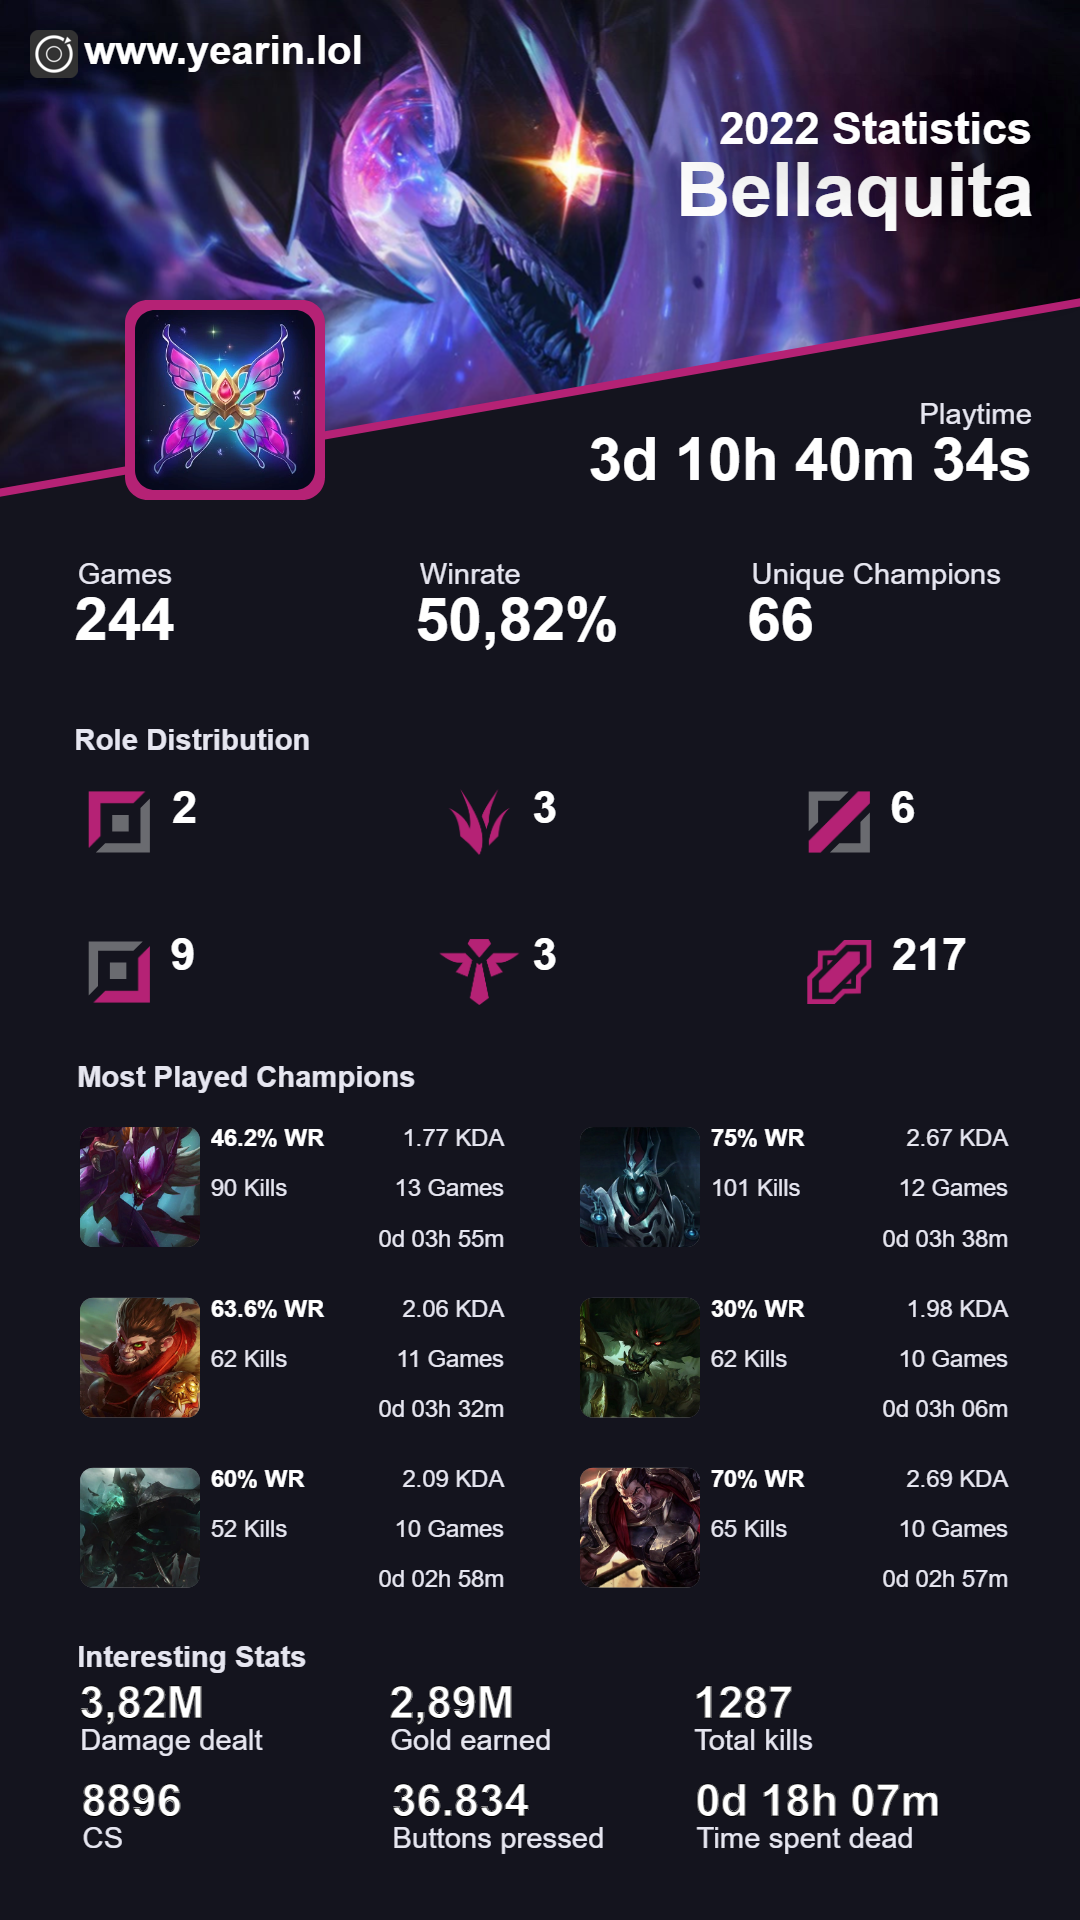 www.yearin.lol
2022 Statistics
Bellaquita
Playtime
3d 10h 40m 34s
Games
244
Winrate
50,82%
Unique Champions
66
Role Distribution
2
3
6
9
3
217
Most Played Champions
46.2% WR 1.77 KDA
90 Kills 13 Games
0d 03h 55m
75% WR 2.67 KDA
101 Kills 12 Games
0d 03h 38m
63.6% WR 2.06 KDA
62 Kills 11 Games
0d 03h 32m
30% WR 1.98 KDA
62 Kills 10 Games
0d 03h 06m
60% WR 2.09 KDA
52 Kills 10 Games
0d 02h 58m
70% WR 2.69 KDA
65 Kills 10 Games
0d 02h 57m
Interesting Stats
3,82M
Damage dealt
2,89M
Gold earned
1287
Total kills
8896
CS
36.834
Buttons pressed
0d 18h 07m
Time spent dead